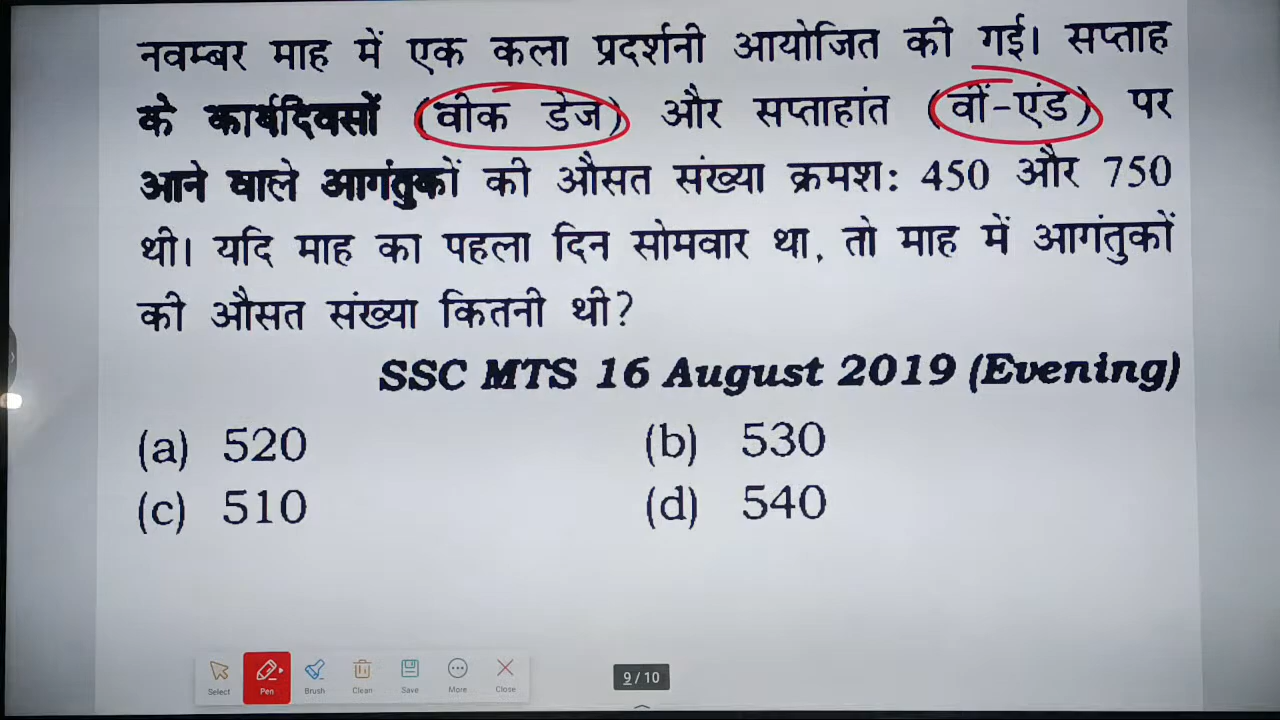 नवम्बर माह में एक कला प्रदर्शनी आयोजित की गई। सप्ताह
के कार्यदिवसों (वीक डेज) और सप्ताहांत (वीं-एंड) पर
आने वाले आगंतुकों की औसत संख्या क्रमश: 450 और 750
थी। यदि माह का पहला दिन सोमवार था, तो माह में आगंतुकों
की औसत संख्या कितनी थी?
SSC MTS 16 August 2019 (Evening)
(a) 520 (b) 530
(c) 510 (d) 540
Select Pen Brush Clean Save More Close
9 / 10